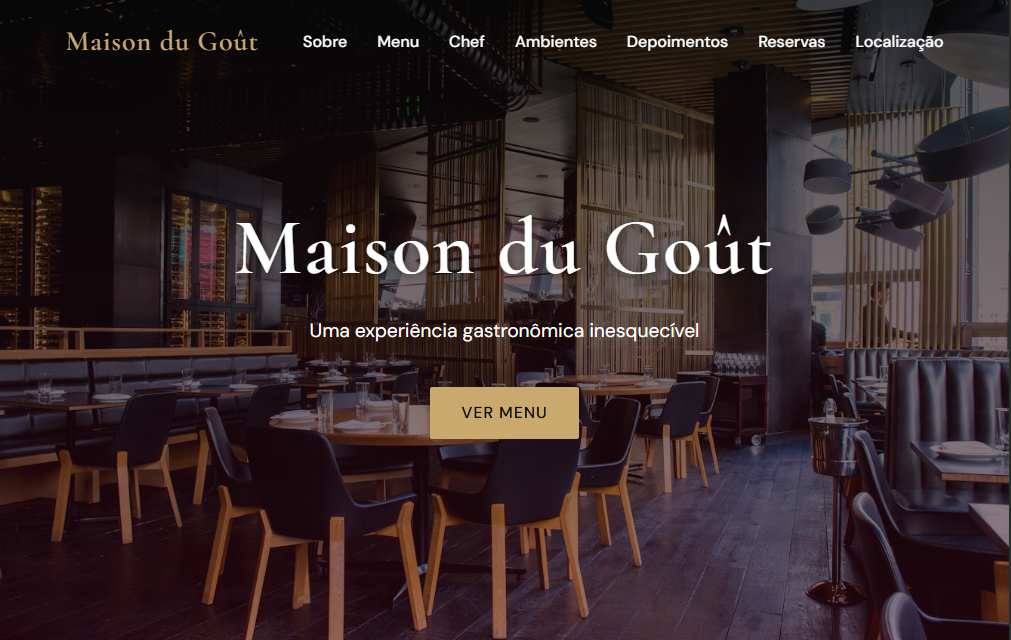 Maison du Goût Sobre Menu Chef Ambientes Depoimentos Reservas Localização
Maison du Goût
Uma experiência gastronômica inesquecível
VER MENU